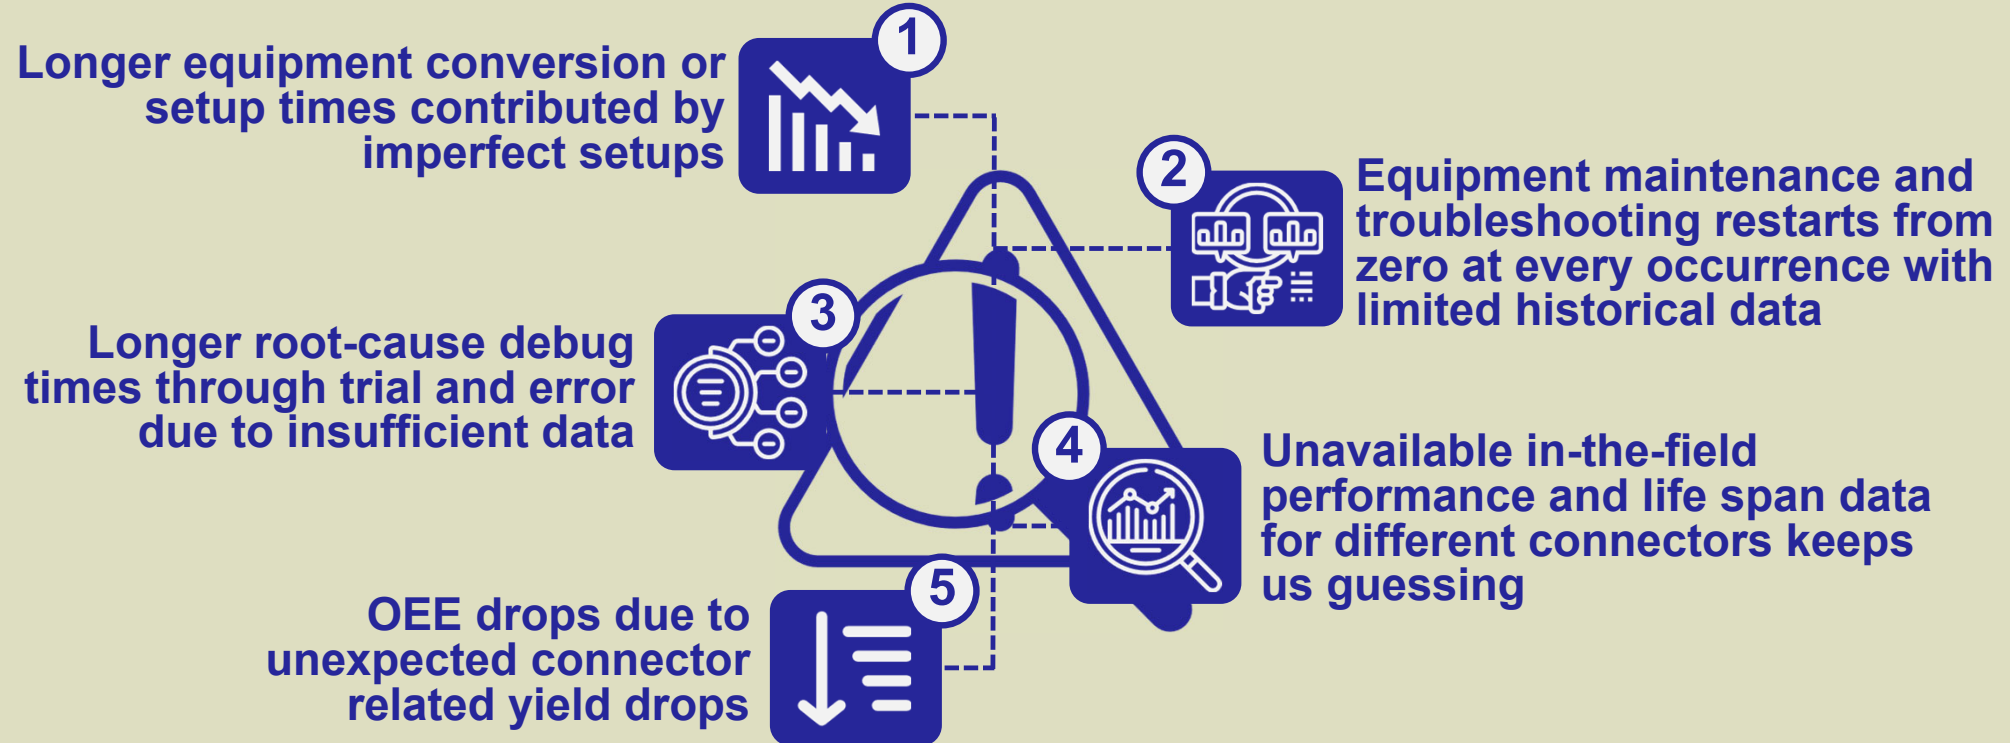 1
Longer equipment conversion or
setup times contributed by
imperfect setups
2
Equipment maintenance and
troubleshooting restarts from
zero at every occurrence with
limited historical data
3
Longer root-cause debug
times through trial and error
due to insufficient data
4
Unavailable in-the-field
performance and life span data
for different connectors keeps
us guessing
5
OEE drops due to
unexpected connector
related yield drops